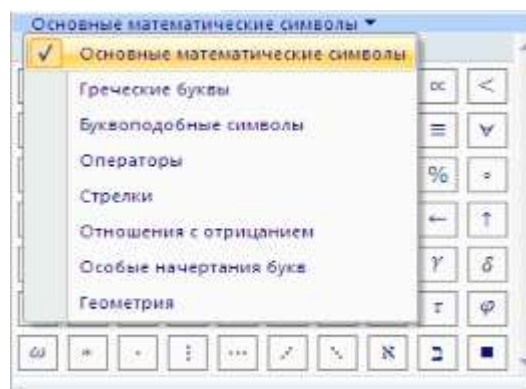 Основные математические символы
✓ Основные математические символы
Греческие буквы
∝ <
Буквоподобные символы
≡ ∀
Операторы
% ∘
Стрелки
← ↑
Отношения с отрицанием
Особые начертания букв
γ δ
Геометрия
τ φ
ω * ∙ ⋮ ⋯ ⋰ ⋱ ℵ ℶ ∎